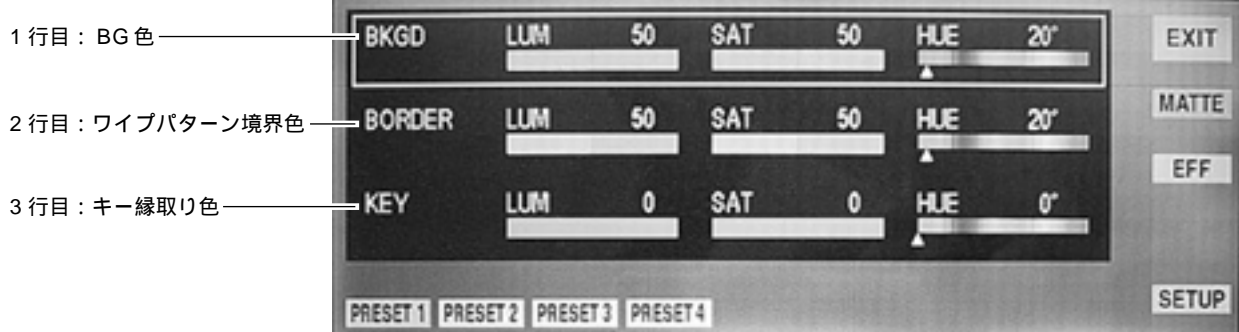 1 行目： BG 色
BKGD LUM 50 SAT 50 HUE 20°
EXIT
MATTE
2 行目：ワイプパターン境界色
BORDER LUM 50 SAT 50 HUE 20°
EFF
3 行目：キー縁取り色
KEY LUM 0 SAT 0 HUE 0°
SETUP
PRESET 1 PRESET 2 PRESET 3 PRESET 4